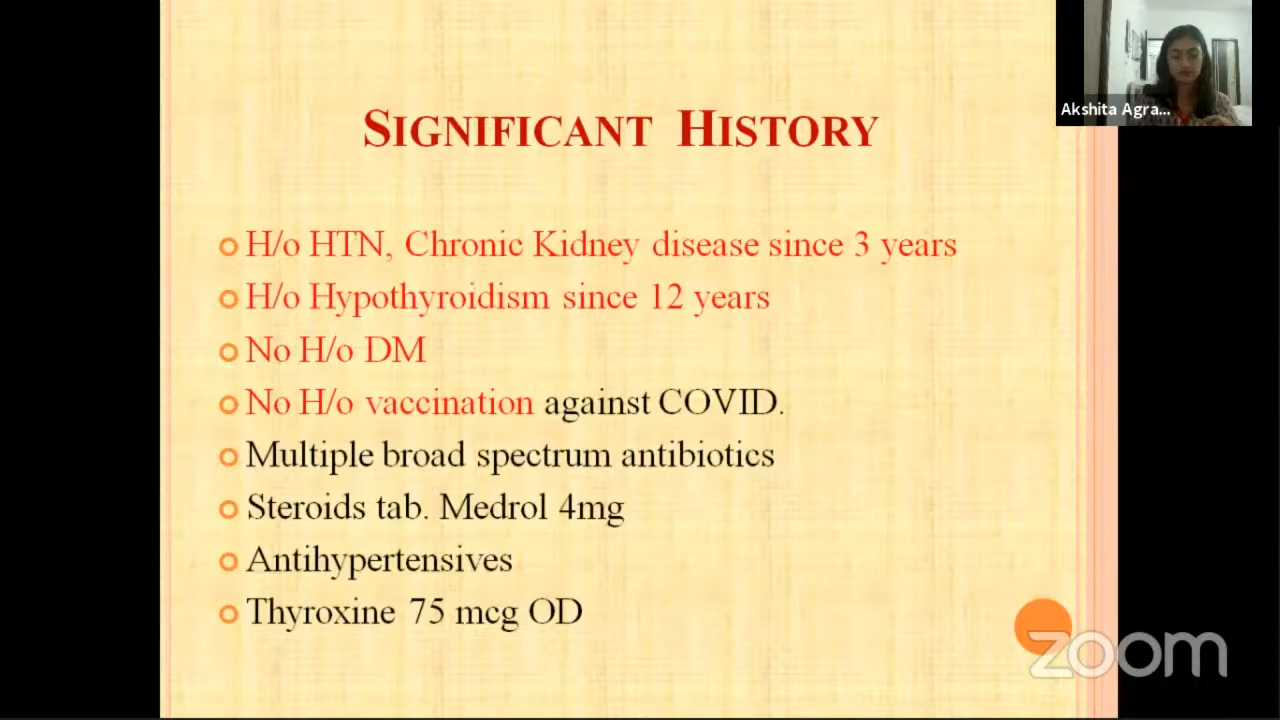 Akshita Agra...
SIGNIFICANT HISTORY
H/o HTN, Chronic Kidney disease since 3 years
H/o Hypothyroidism since 12 years
No H/o DM
No H/o vaccination against COVID.
Multiple broad spectrum antibiotics
Steroids tab. Medrol 4mg
Antihypertensives
Thyroxine 75 mcg OD
zoom